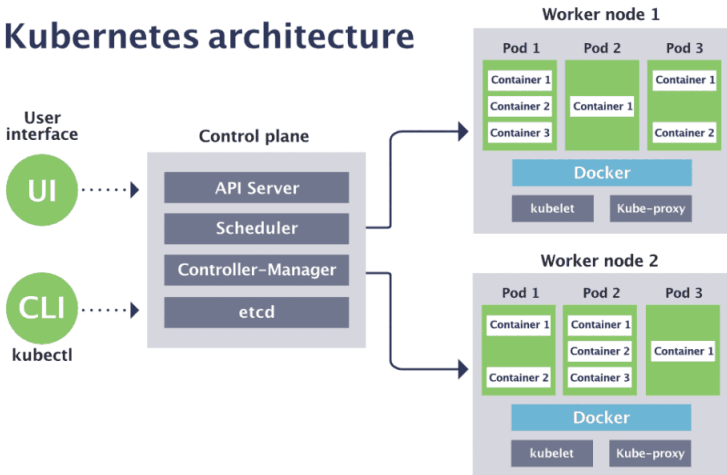 Kubernetes architecture
User
interface
UI
CLI
kubectl
Control plane
API Server
Scheduler
Controller-Manager
etcd
Worker node 1
Pod 1
Pod 2
Pod 3
Container 1
Container 2
Container 3
Container 1
Container 1
Container 2
Docker
kubelet
Kube-proxy
Worker node 2
Pod 1
Pod 2
Pod 3
Container 1
Container 2
Container 1
Container 2
Container 3
Container 1
Docker
kubelet
Kube-proxy